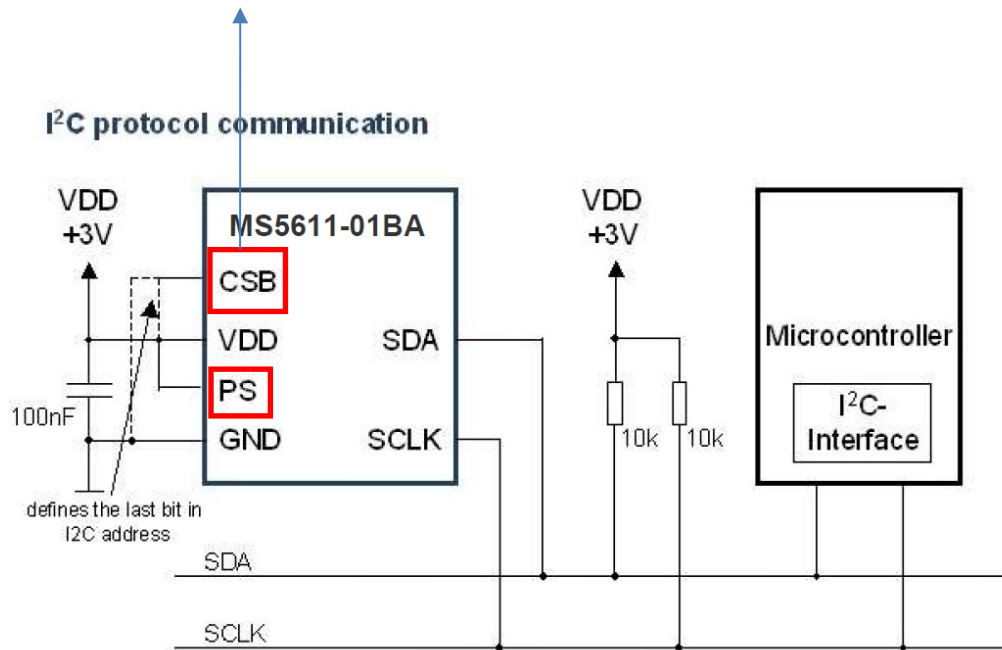 I²C protocol communication
VDD
+3V
MS5611-01BA
CSB
VDD
PS
GND
SDA
SCLK
100nF
defines the last bit in
I2C address
VDD
+3V
10k
10k
Microcontroller
I²C-
Interface
SDA
SCLK